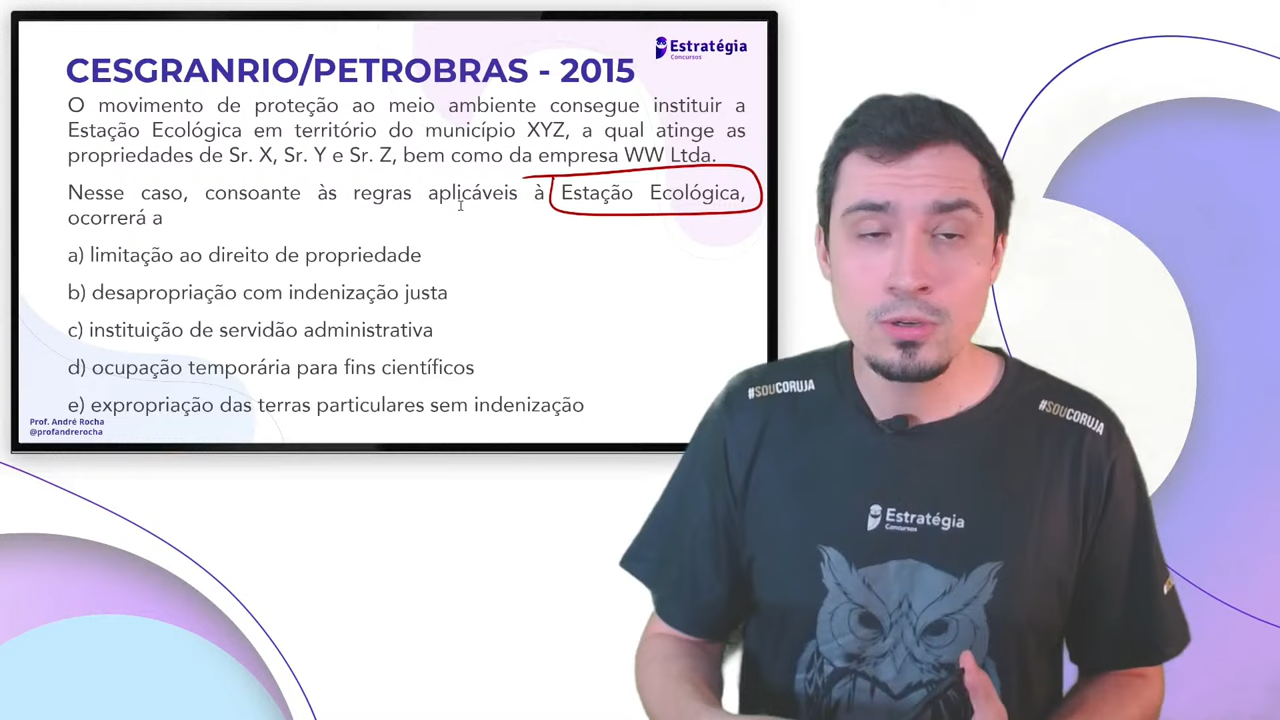 Estratégia
Concursos
CESGRANRIO/PETROBRAS - 2015
O movimento de proteção ao meio ambiente consegue instituir a
Estação Ecológica em território do município XYZ, a qual atinge as
propriedades de Sr. X, Sr. Y e Sr. Z, bem como da empresa WW Ltda.
Nesse caso, consoante às regras aplicáveis à Estação Ecológica,
ocorrerá a
a) limitação ao direito de propriedade
b) desapropriação com indenização justa
c) instituição de servidão administrativa
d) ocupação temporária para fins científicos
e) expropriação das terras particulares sem indenização
Prof. André Rocha
@profandrerocha
#SOUCORUJA
#SOUCORUJA
Estratégia
Concursos